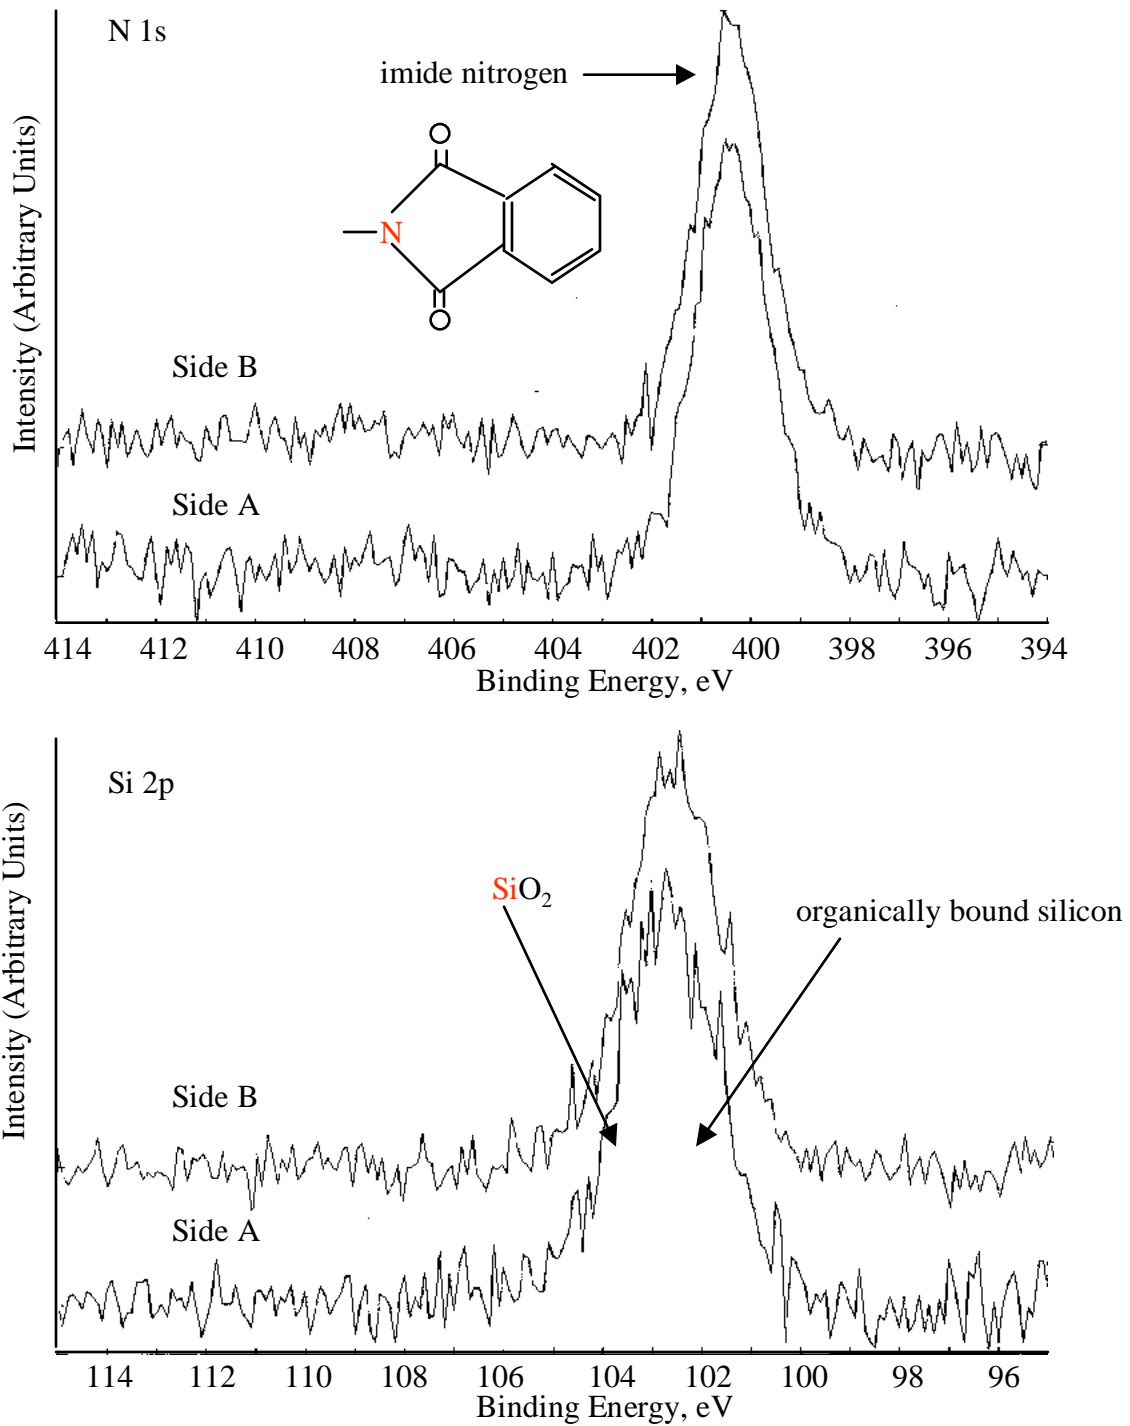 N 1s
imide nitrogen
O
N
O
Side B
Side A
Intensity (Arbitrary Units)
414 412 410 408 406 404 402 400 398 396 394
Binding Energy, eV
Si 2p
SiO₂
organically bound silicon
Side B
Side A
Intensity (Arbitrary Units)
114 112 110 108 106 104 102 100 98 96
Binding Energy, eV